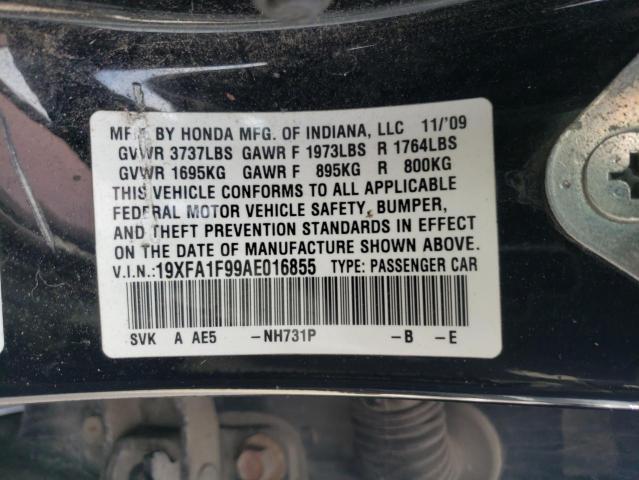 MFD. BY HONDA MFG. OF INDIANA, LLC 11/'09
GVWR 3737LBS GAWR F 1973LBS R 1764LBS
GVWR 1695KG GAWR F 895KG R 800KG
THIS VEHICLE CONFORMS TO ALL APPLICABLE
FEDERAL MOTOR VEHICLE SAFETY, BUMPER,
AND THEFT PREVENTION STANDARDS IN EFFECT
ON THE DATE OF MANUFACTURE SHOWN ABOVE.
V.I.N.:19XFA1F99AE016855 TYPE: PASSENGER CAR
SVK A AE5 -NH731P -B -E